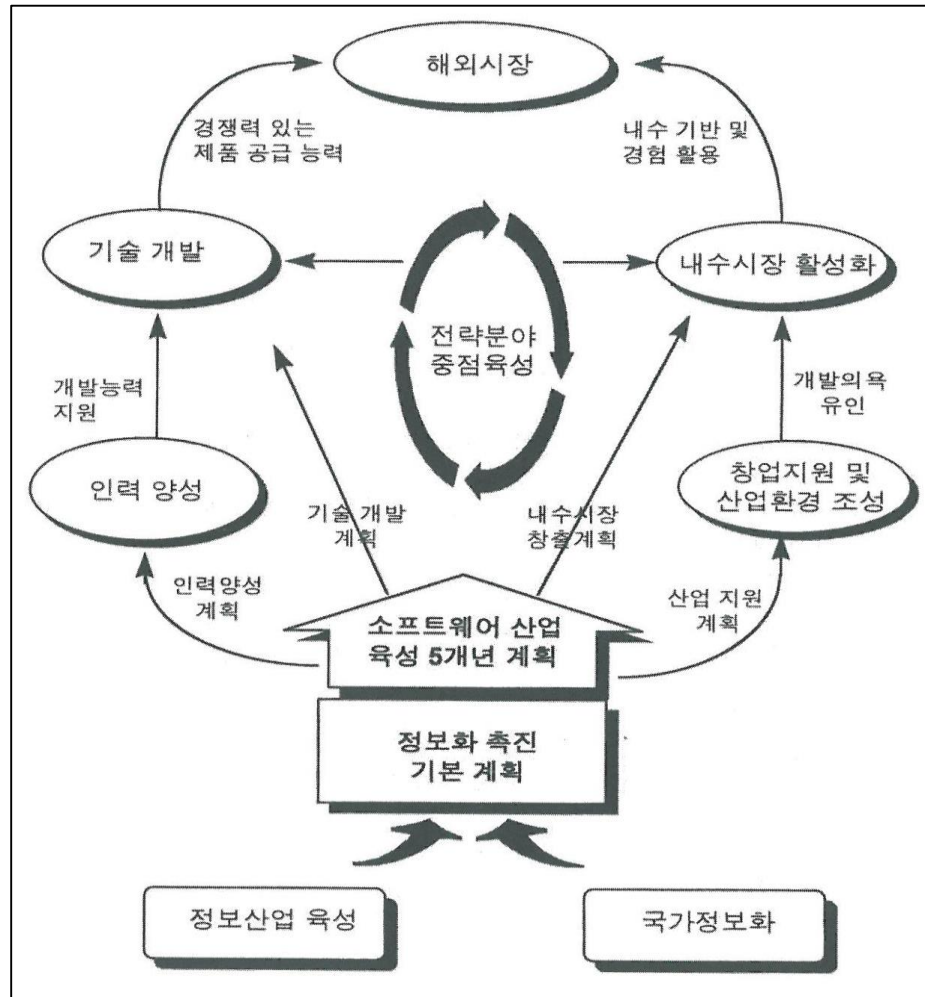 해외시장
경쟁력 있는
제품 공급 능력
내수 기반 및
경험 활용
기술 개발
내수시장 활성화
전략분야
중점육성
개발능력
지원
개발의욕
유인
인력 양성
창업지원 및
산업환경 조성
기술 개발
계획
내수시장
창출계획
인력양성
계획
산업 지원
계획
소프트웨어 산업
육성 5개년 계획
정보화 촉진
기본 계획
정보산업 육성
국가정보화